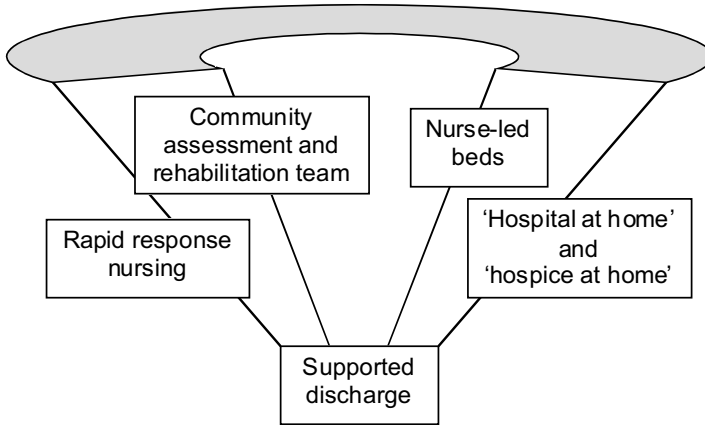 Community
assessment and
rehabilitation team
Nurse-led
beds
Rapid response
nursing
‘Hospital at home’
and
‘hospice at home’
Supported
discharge